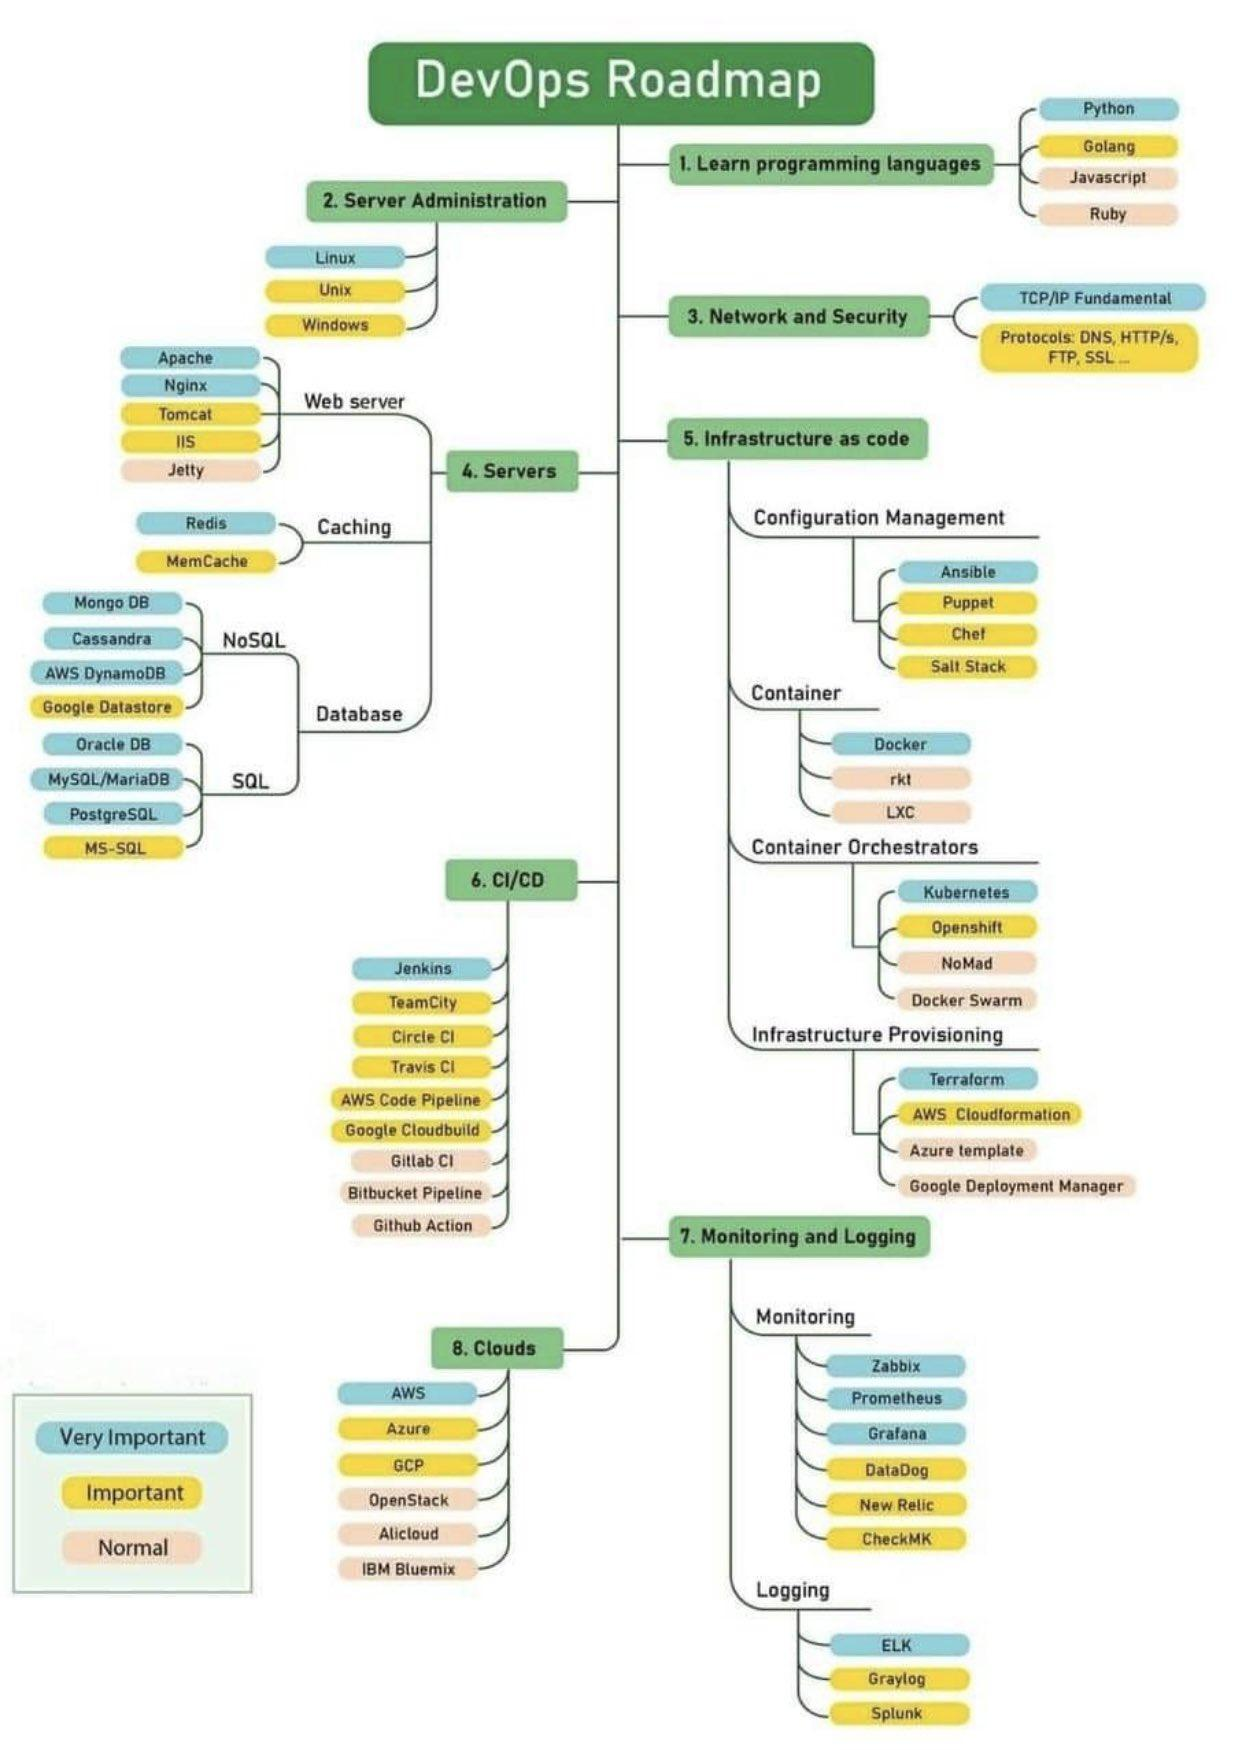 DevOps Roadmap
1. Learn programming languages
Python
Golang
Javascript
Ruby
2. Server Administration
Linux
Unix
Windows
3. Network and Security
TCP/IP Fundamental
Protocols: DNS, HTTP/s,
FTP, SSL ...
4. Servers
Web server
Apache
Nginx
Tomcat
IIS
Jetty
Caching
Redis
MemCache
Database
NoSQL
Mongo DB
Cassandra
AWS DynamoDB
Google Datastore
SQL
Oracle DB
MySQL/MariaDB
PostgreSQL
MS-SQL
5. Infrastructure as code
Configuration Management
Ansible
Puppet
Chef
Salt Stack
Container
Docker
rkt
LXC
Container Orchestrators
Kubernetes
Openshift
NoMad
Docker Swarm
Infrastructure Provisioning
Terraform
AWS Cloudformation
Azure template
Google Deployment Manager
6. CI/CD
Jenkins
TeamCity
Circle CI
Travis CI
AWS Code Pipeline
Google Cloudbuild
Gitlab CI
Bitbucket Pipeline
Github Action
7. Monitoring and Logging
Monitoring
Zabbix
Prometheus
Grafana
DataDog
New Relic
CheckMK
Logging
ELK
Graylog
Splunk
8. Clouds
AWS
Azure
GCP
OpenStack
Alicloud
IBM Bluemix
Very Important
Important
Normal